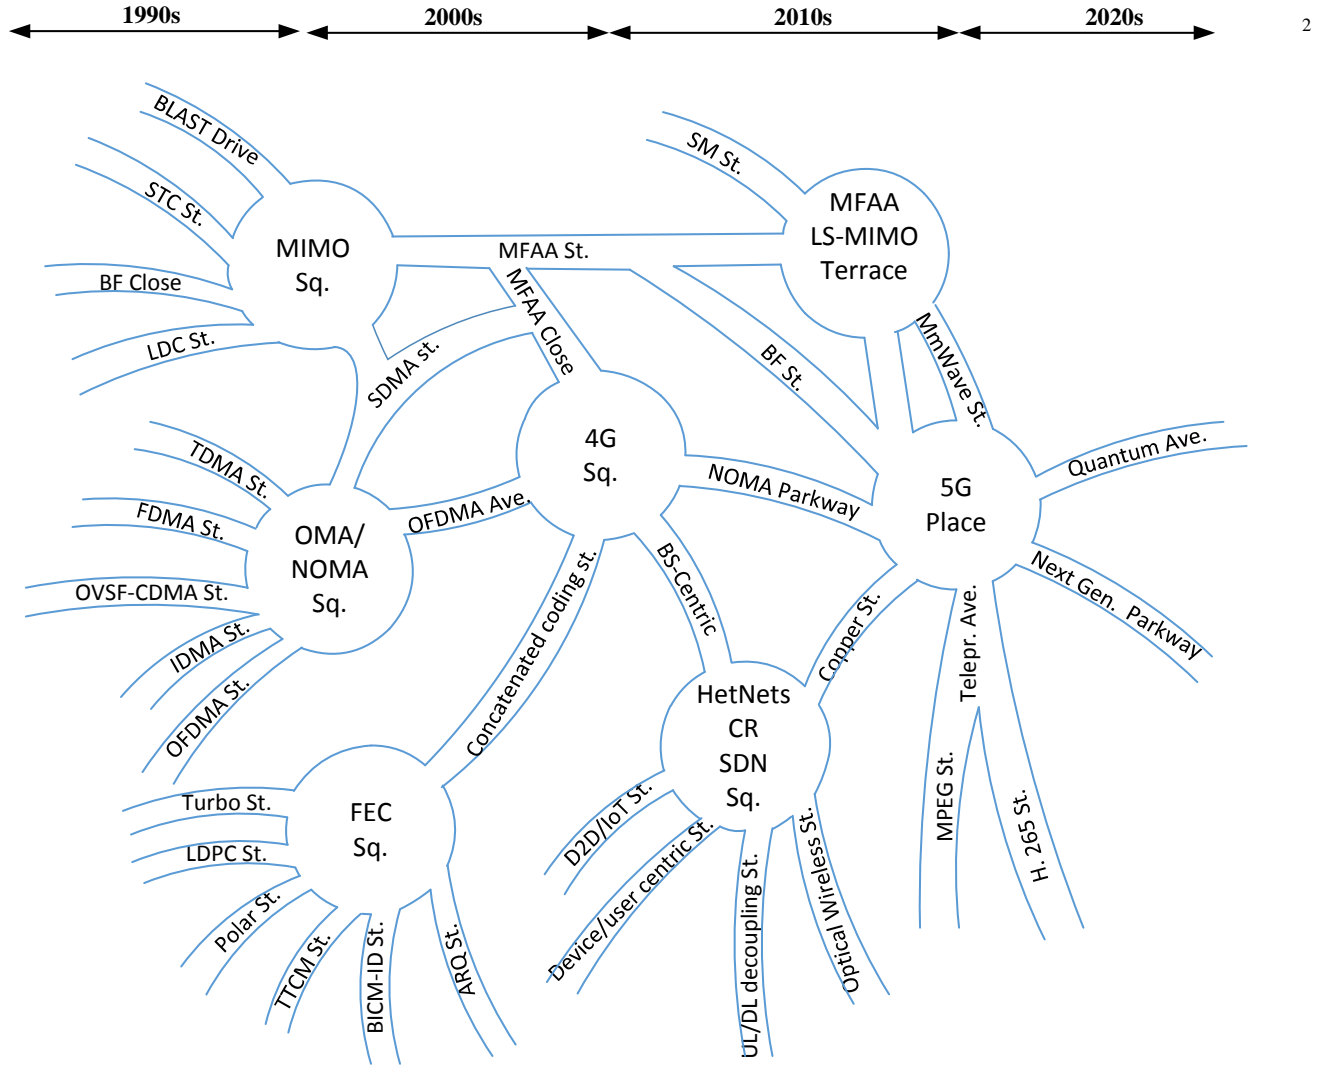 1990s
2000s
2010s
2020s
2
BLAST Drive
STC St.
BF Close
LDC St.
MIMO
Sq.
MFAA St.
MFAA Close
SDMA st.
SM St.
MFAA
LS-MIMO
Terrace
MmWave St.
BF St.
4G
Sq.
NOMA Parkway
5G
Place
Quantum Ave.
Next Gen. Parkway
TDMA St.
FDMA St.
OVSF-CDMA St.
IDMA St.
OFDMA St.
OMA/
NOMA
Sq.
OFDMA Ave.
Concatenated coding st.
BS-Centric
Copper St.
Telepr. Ave.
MPEG St.
H. 265 St.
HetNets
CR
SDN
Sq.
D2D/IoT St.
Device/user centric St.
UL/DL decoupling St.
Optical Wireless St.
FEC
Sq.
Turbo St.
LDPC St.
Polar St.
TTCM St.
BICM-ID St.
ARQ St.